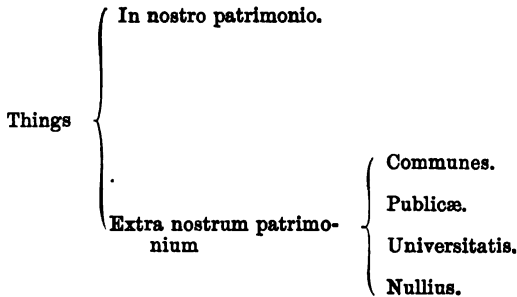 In nostro patrimonio.
Things
Extra nostrum patrimo-
nium
Communes.
Publicæ.
Universitatis.
Nullius.